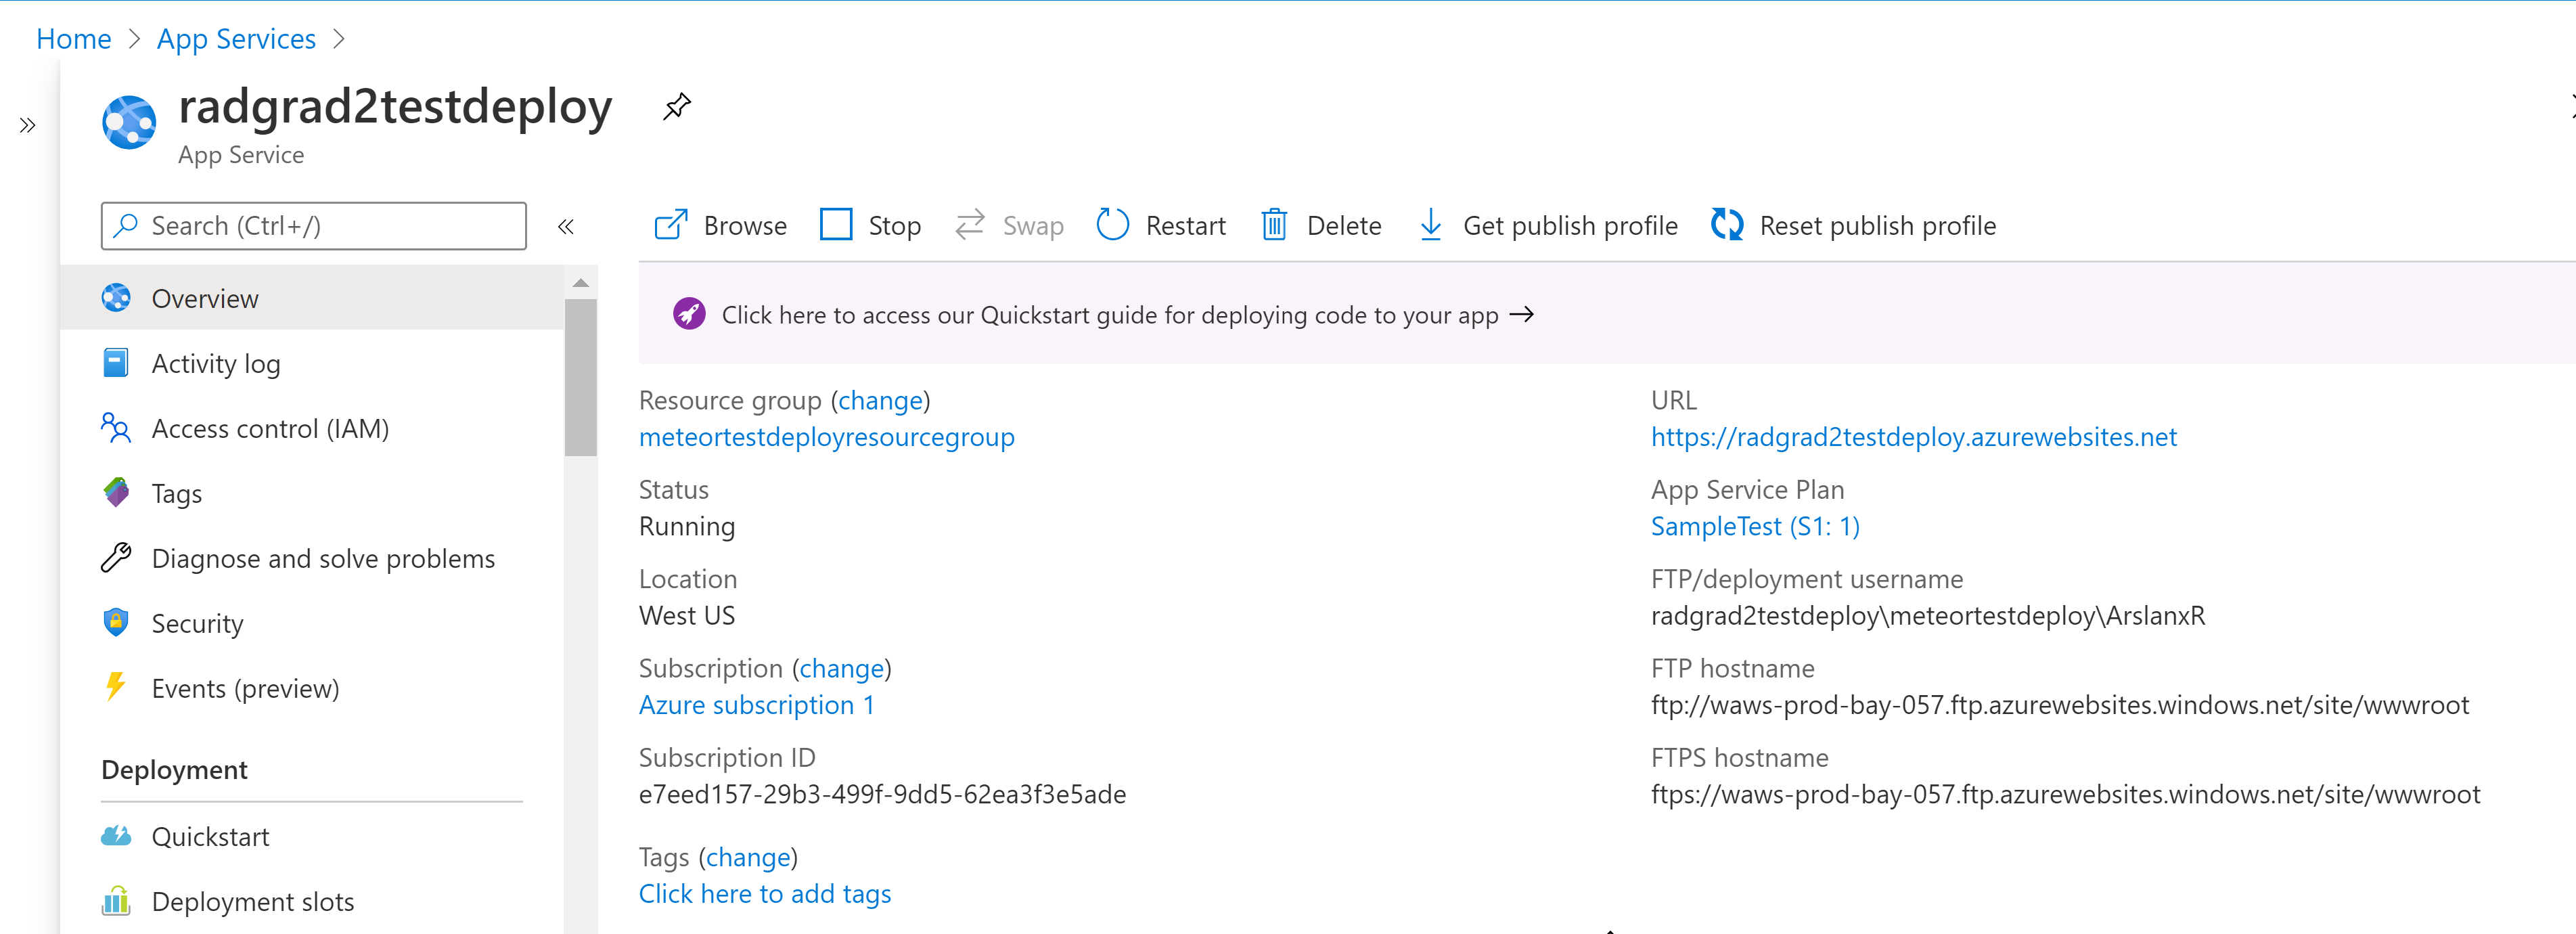 Home > App Services >
radgrad2testdeploy
App Service
Search (Ctrl+/)
Overview
Activity log
Access control (IAM)
Tags
Diagnose and solve problems
Security
Events (preview)
Deployment
Quickstart
Deployment slots
Browse Stop Swap Restart Delete Get publish profile Reset publish profile
Click here to access our Quickstart guide for deploying code to your app →
Resource group (change)
meteortestdeployresourcegroup
Status
Running
Location
West US
Subscription (change)
Azure subscription 1
Subscription ID
e7eed157-29b3-499f-9dd5-62ea3f3e5ade
Tags (change)
Click here to add tags
URL
https://radgrad2testdeploy.azurewebsites.net
App Service Plan
SampleTest (S1: 1)
FTP/deployment username
radgrad2testdeploy\meteortestdeploy\ArslanxR
FTP hostname
ftp://waws-prod-bay-057.ftp.azurewebsites.windows.net/site/wwwroot
FTPS hostname
ftps://waws-prod-bay-057.ftp.azurewebsites.windows.net/site/wwwroot